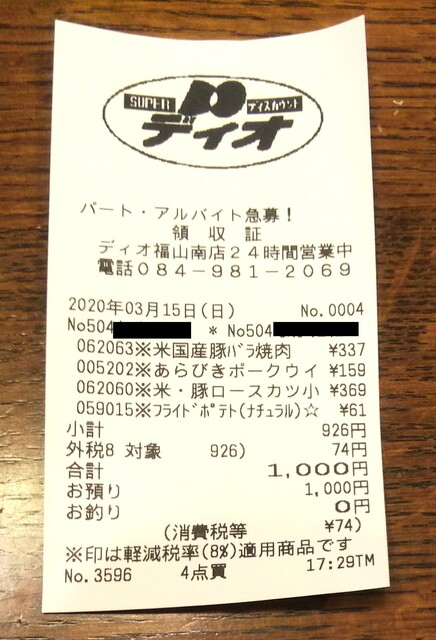 SUPER ディスカウント
ディオ
パート・アルバイト急募!
領収証
ディオ福山南店24時間営業中
電話084-981-2069
2020年03月15日(日) No.0004
No504 * No504
062063※米国産豚バラ焼肉 ¥337
005202※あらびきポークウイ ¥159
062060※米・豚ロースカツ小 ¥369
059015※フライドポテト(ナチュラル)☆ ¥61
小計 926円
外税8 対象 926) 74円
合計 1,000円
お預り 1,000円
お釣り 0円
(消費税等 ¥74)
※印は軽減税率(8%)適用商品です
No.3596 4点買 17:29TM